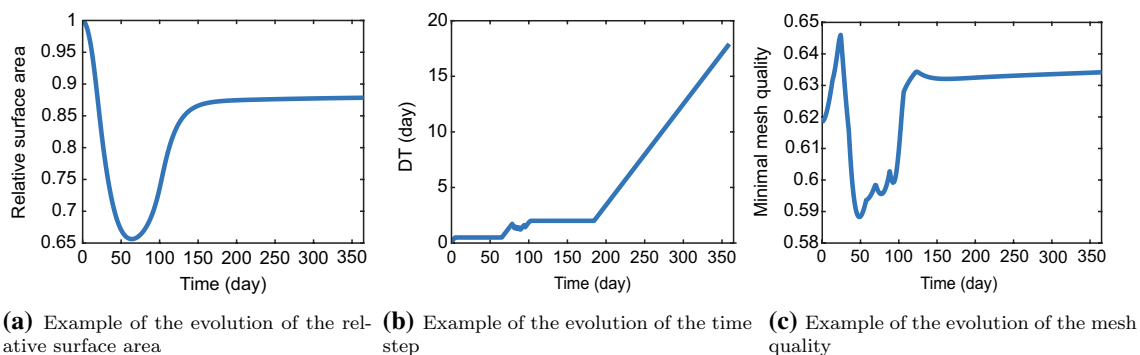 1
0.95
0.9
0.85
0.8
0.75
0.7
0.65
0 50 100 150 200 250 300 350
Relative surface area
Time (day)
20
15
10
5
0
0 50 100 150 200 250 300 350
DT (day)
Time (day)
0.65
0.64
0.63
0.62
0.61
0.6
0.59
0.58
0 50 100 150 200 250 300 350
Minimal mesh quality
Time (day)
(a) Example of the evolution of the rel-
ative surface area
(b) Example of the evolution of the time
step
(c) Example of the evolution of the mesh
quality